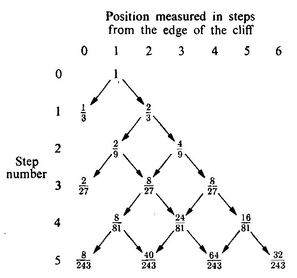 Position measured in steps
from the edge of the cliff
0 1 2 3 4 5 6
0 1
1 1/3 2/3
2 2/9 4/9
Step
number
3 2/27 8/27 8/27
4 8/81 24/81 16/81
5 8/243 40/243 64/243 32/243